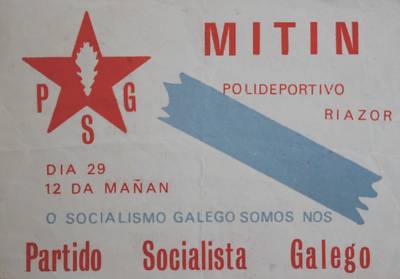 MITIN
P G
S
POLIDEPORTIVO
RIAZOR
DIA 29
12 DA MAÑAN
O SOCIALISMO GALEGO SOMOS NOS
Partido Socialista Galego